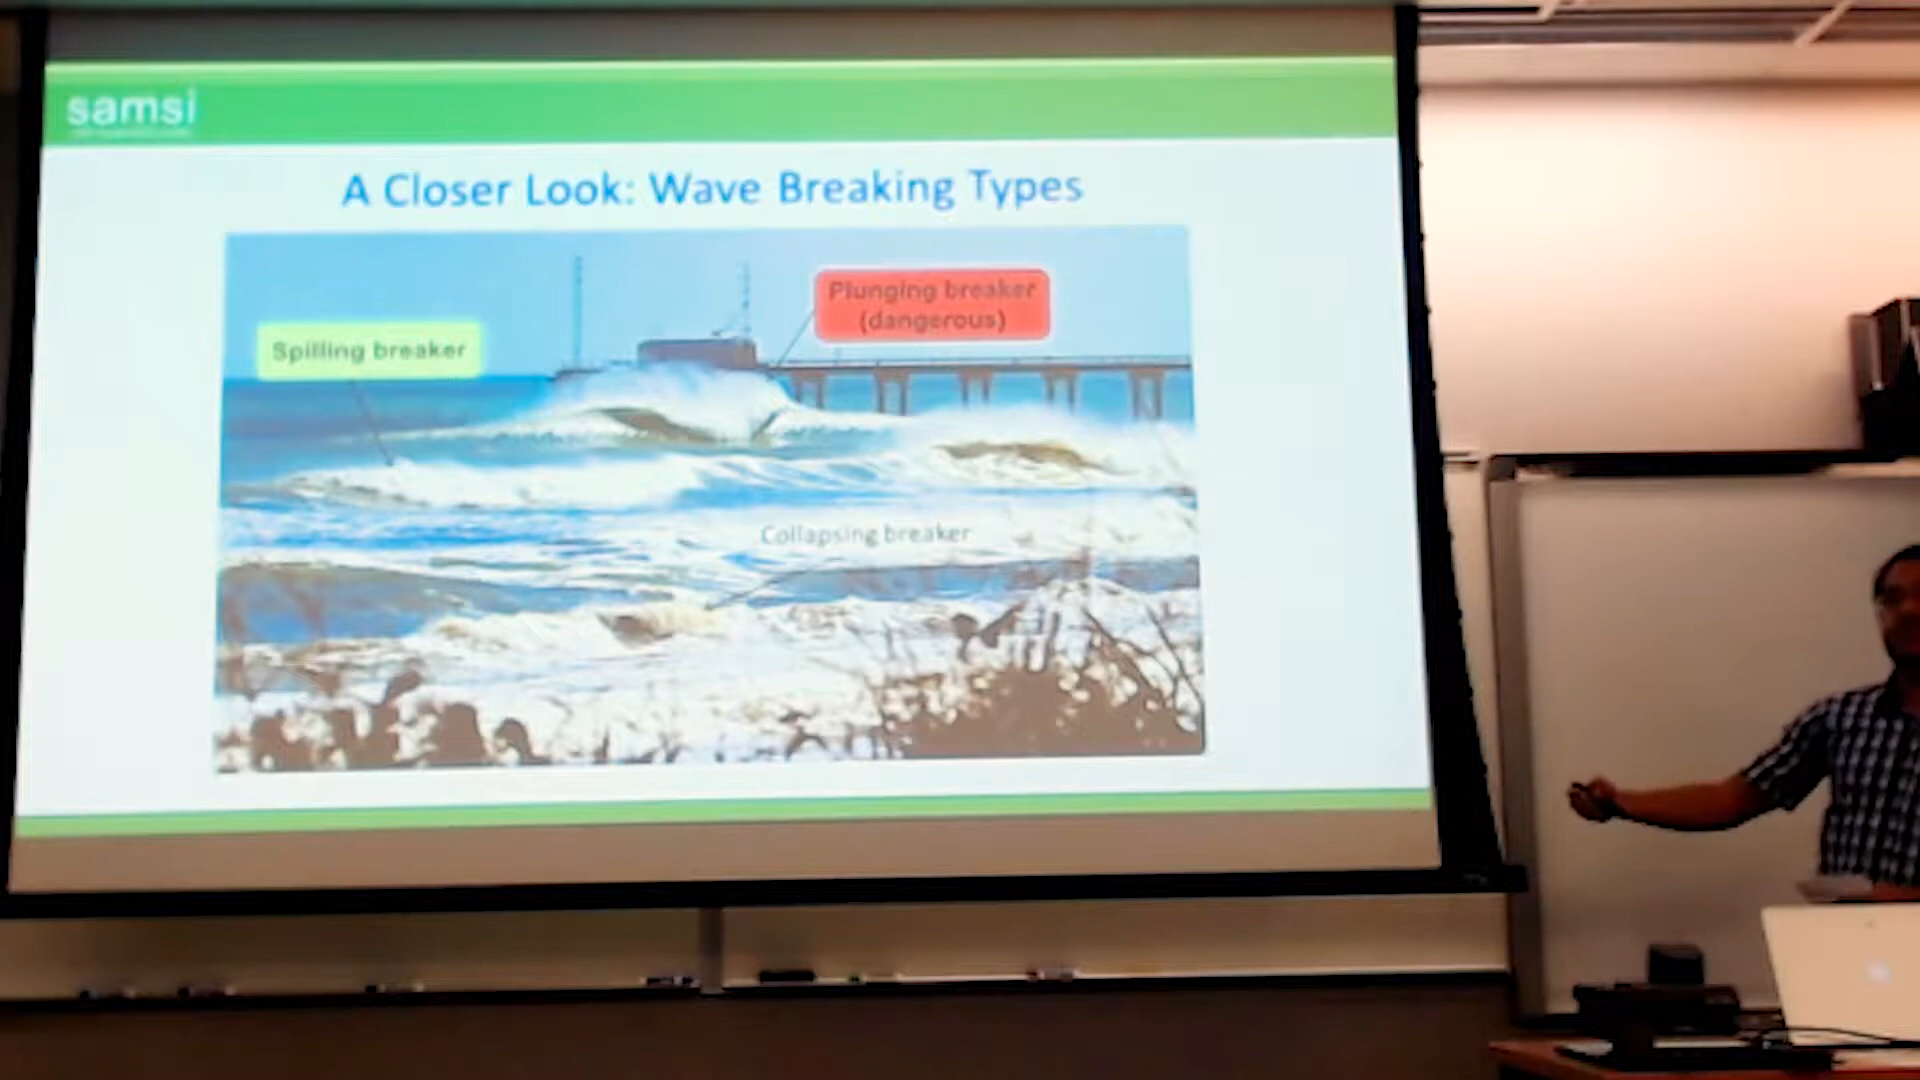 samsi
A Closer Look: Wave Breaking Types
Plunging breaker
(dangerous)
Spilling breaker
Collapsing breaker